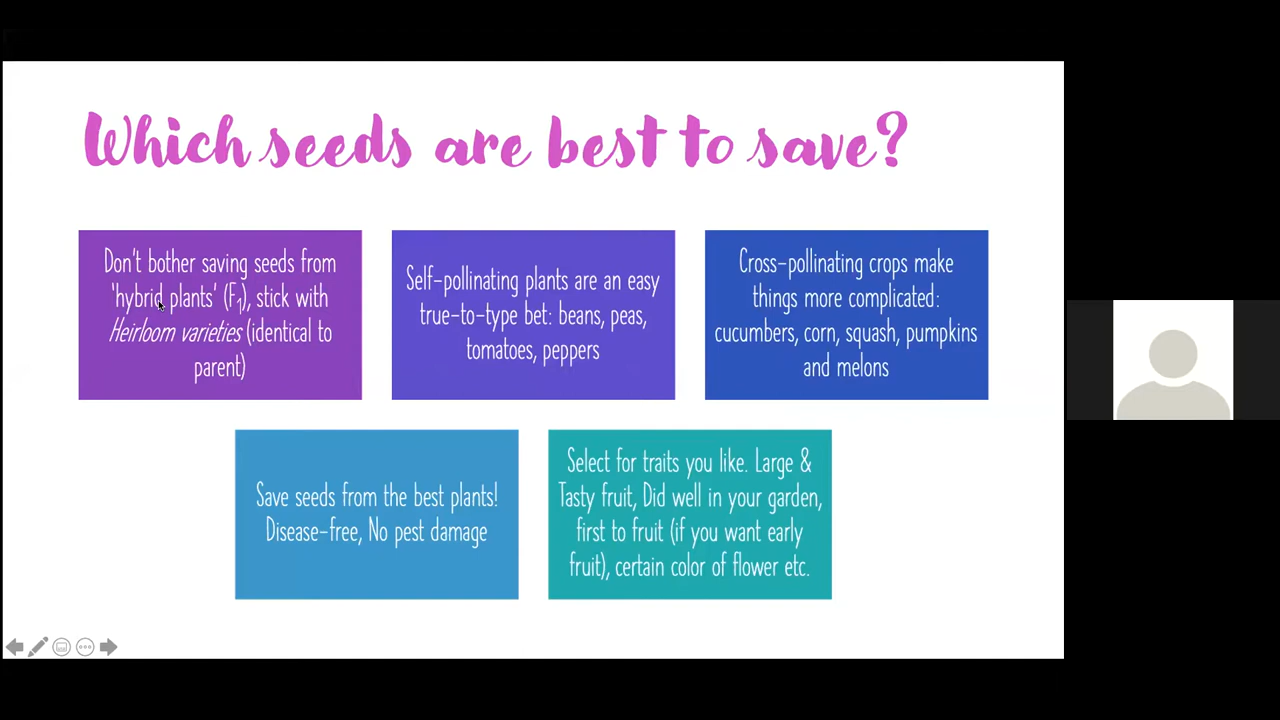 Which seeds are best to save?
Don't bother saving seeds from
'hybrid plants' (F₁), stick with
Heirloom varieties (identical to
parent)
Self-pollinating plants are an easy
true-to-type bet: beans, peas,
tomatoes, peppers
Cross-pollinating crops make
things more complicated:
cucumbers, corn, squash, pumpkins
and melons
Save seeds from the best plants!
Disease-free, No pest damage
Select for traits you like. Large &
Tasty fruit, Did well in your garden,
first to fruit (if you want early
fruit), certain color of flower etc.